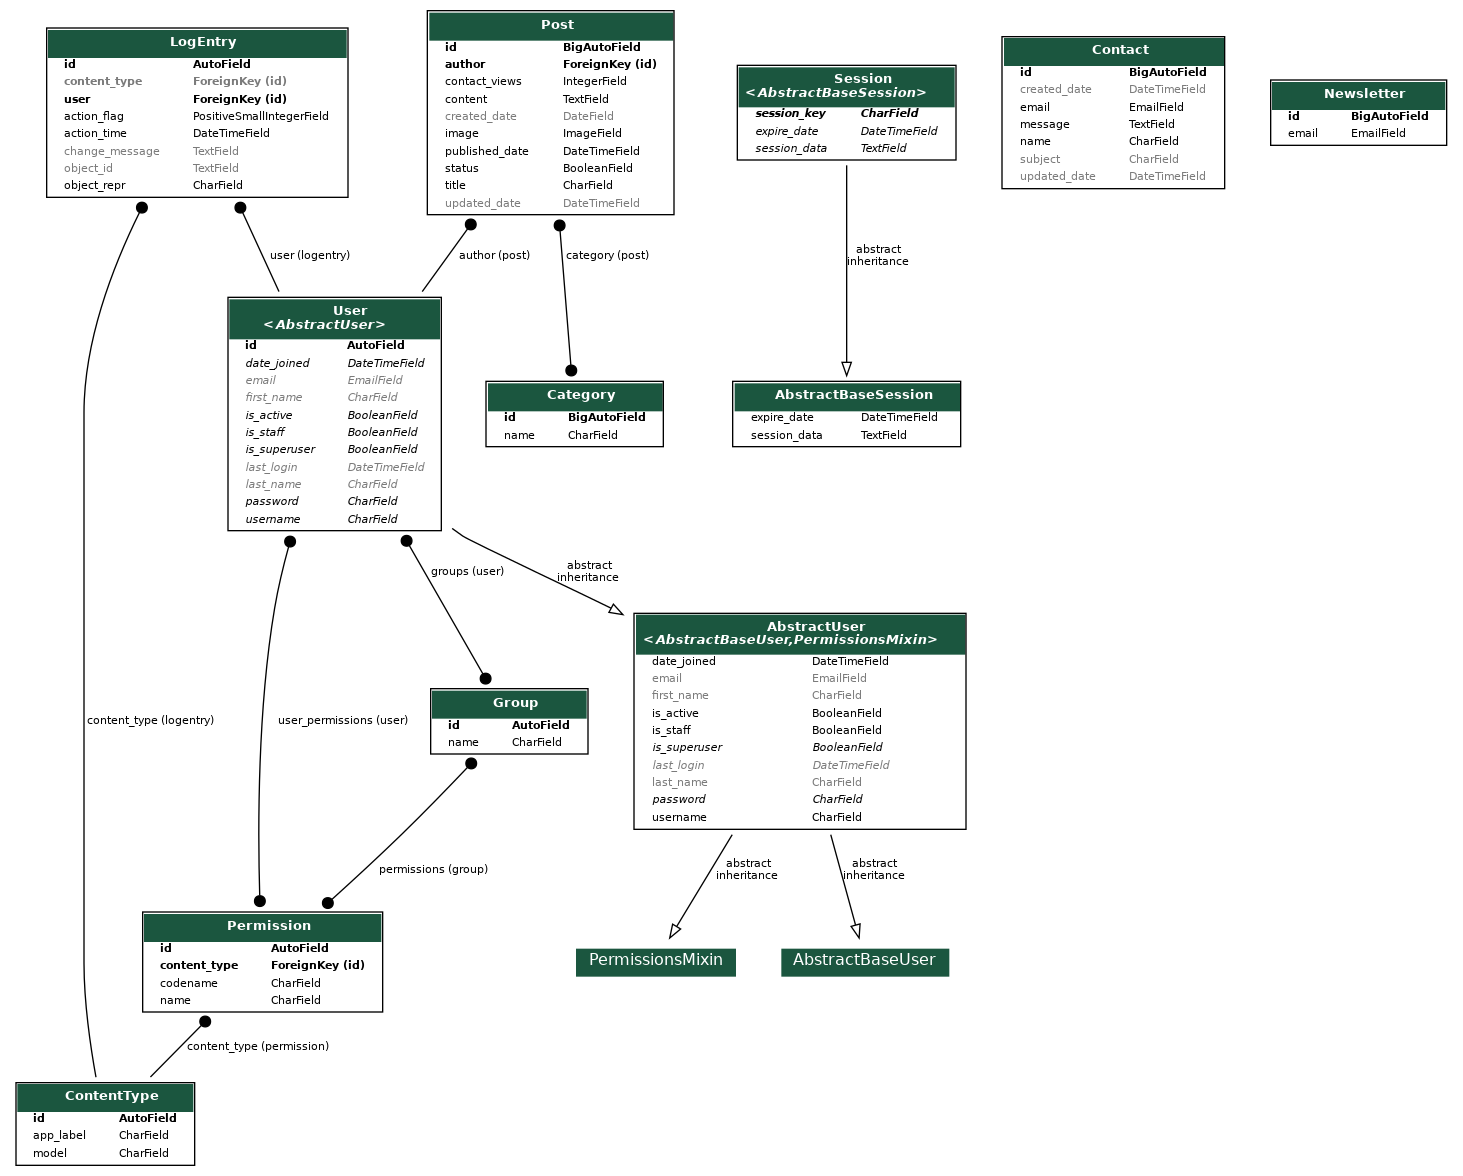 LogEntry
id AutoField
content_type ForeignKey (id)
user ForeignKey (id)
action_flag PositiveSmallIntegerField
action_time DateTimeField
change_message TextField
object_id TextField
object_repr CharField
Post
id BigAutoField
author ForeignKey (id)
contact_views IntegerField
content TextField
created_date DateField
image ImageField
published_date DateTimeField
status BooleanField
title CharField
updated_date DateTimeField
Session
<AbstractBaseSession>
session_key CharField
expire_date DateTimeField
session_data TextField
Contact
id BigAutoField
created_date DateTimeField
email EmailField
message TextField
name CharField
subject CharField
updated_date DateTimeField
Newsletter
id BigAutoField
email EmailField
user (logentry)
author (post)
category (post)
abstract
inheritance
User
<AbstractUser>
id AutoField
date_joined DateTimeField
email EmailField
first_name CharField
is_active BooleanField
is_staff BooleanField
is_superuser BooleanField
last_login DateTimeField
last_name CharField
password CharField
username CharField
Category
id BigAutoField
name CharField
AbstractBaseSession
expire_date DateTimeField
session_data TextField
groups (user)
abstract
inheritance
AbstractUser
<AbstractBaseUser,PermissionsMixin>
date_joined DateTimeField
email EmailField
first_name CharField
is_active BooleanField
is_staff BooleanField
is_superuser BooleanField
last_login DateTimeField
last_name CharField
password CharField
username CharField
content_type (logentry)
user_permissions (user)
Group
id AutoField
name CharField
permissions (group)
abstract
inheritance
abstract
inheritance
Permission
id AutoField
content_type ForeignKey (id)
codename CharField
name CharField
PermissionsMixin
AbstractBaseUser
content_type (permission)
ContentType
id AutoField
app_label CharField
model CharField